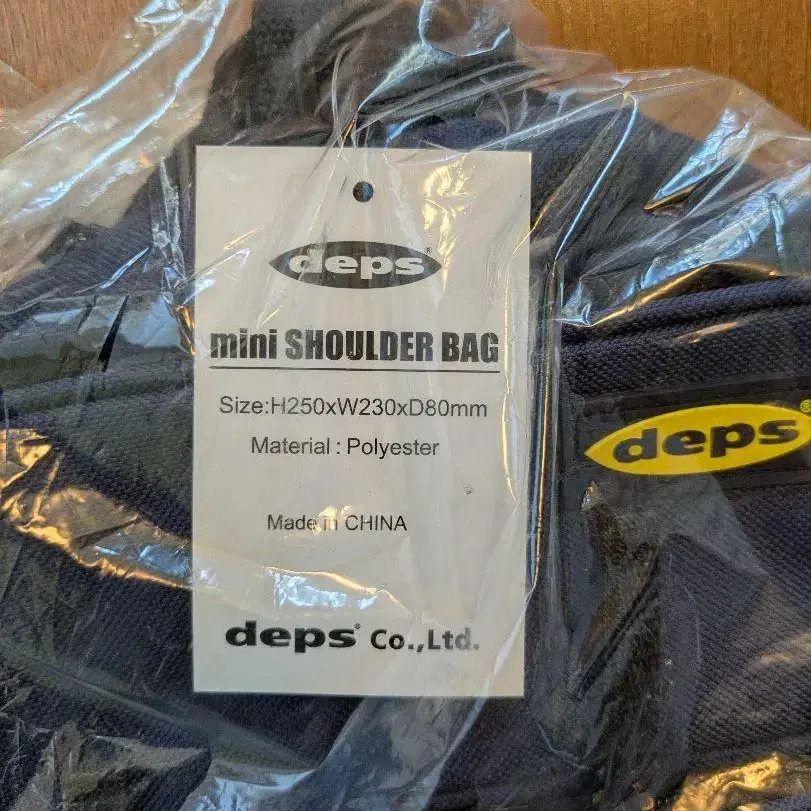 deps®
mini SHOULDER BAG
Size:H250xW230xD80mm
Material : Polyester
Made in CHINA
deps® Co.,Ltd.
deps®